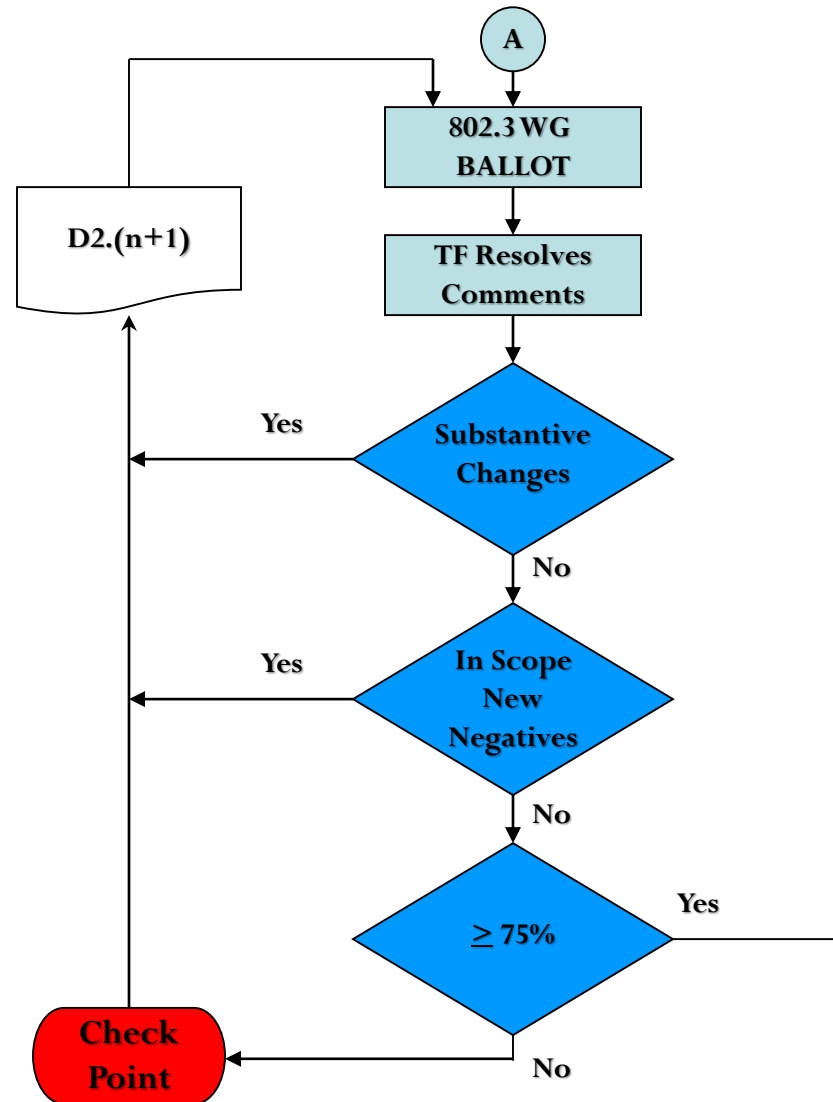 A
802.3 WG
BALLOT
D2.(n+1)
TF Resolves
Comments
Yes
Substantive
Changes
No
Yes
In Scope
New
Negatives
No
Yes
≥ 75%
Check
Point
No